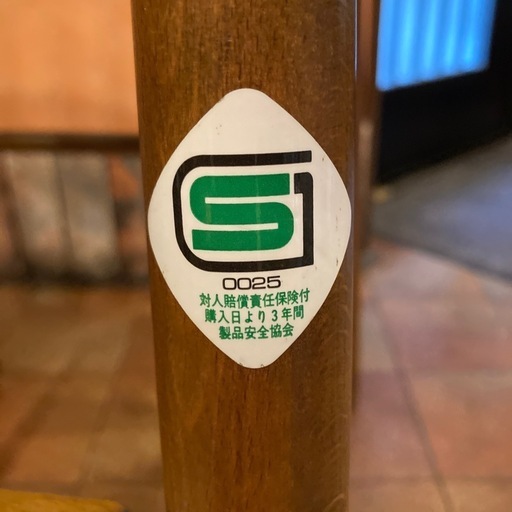 SG
0025
対人賠償責任保険付
購入日より3年間
製品安全協会